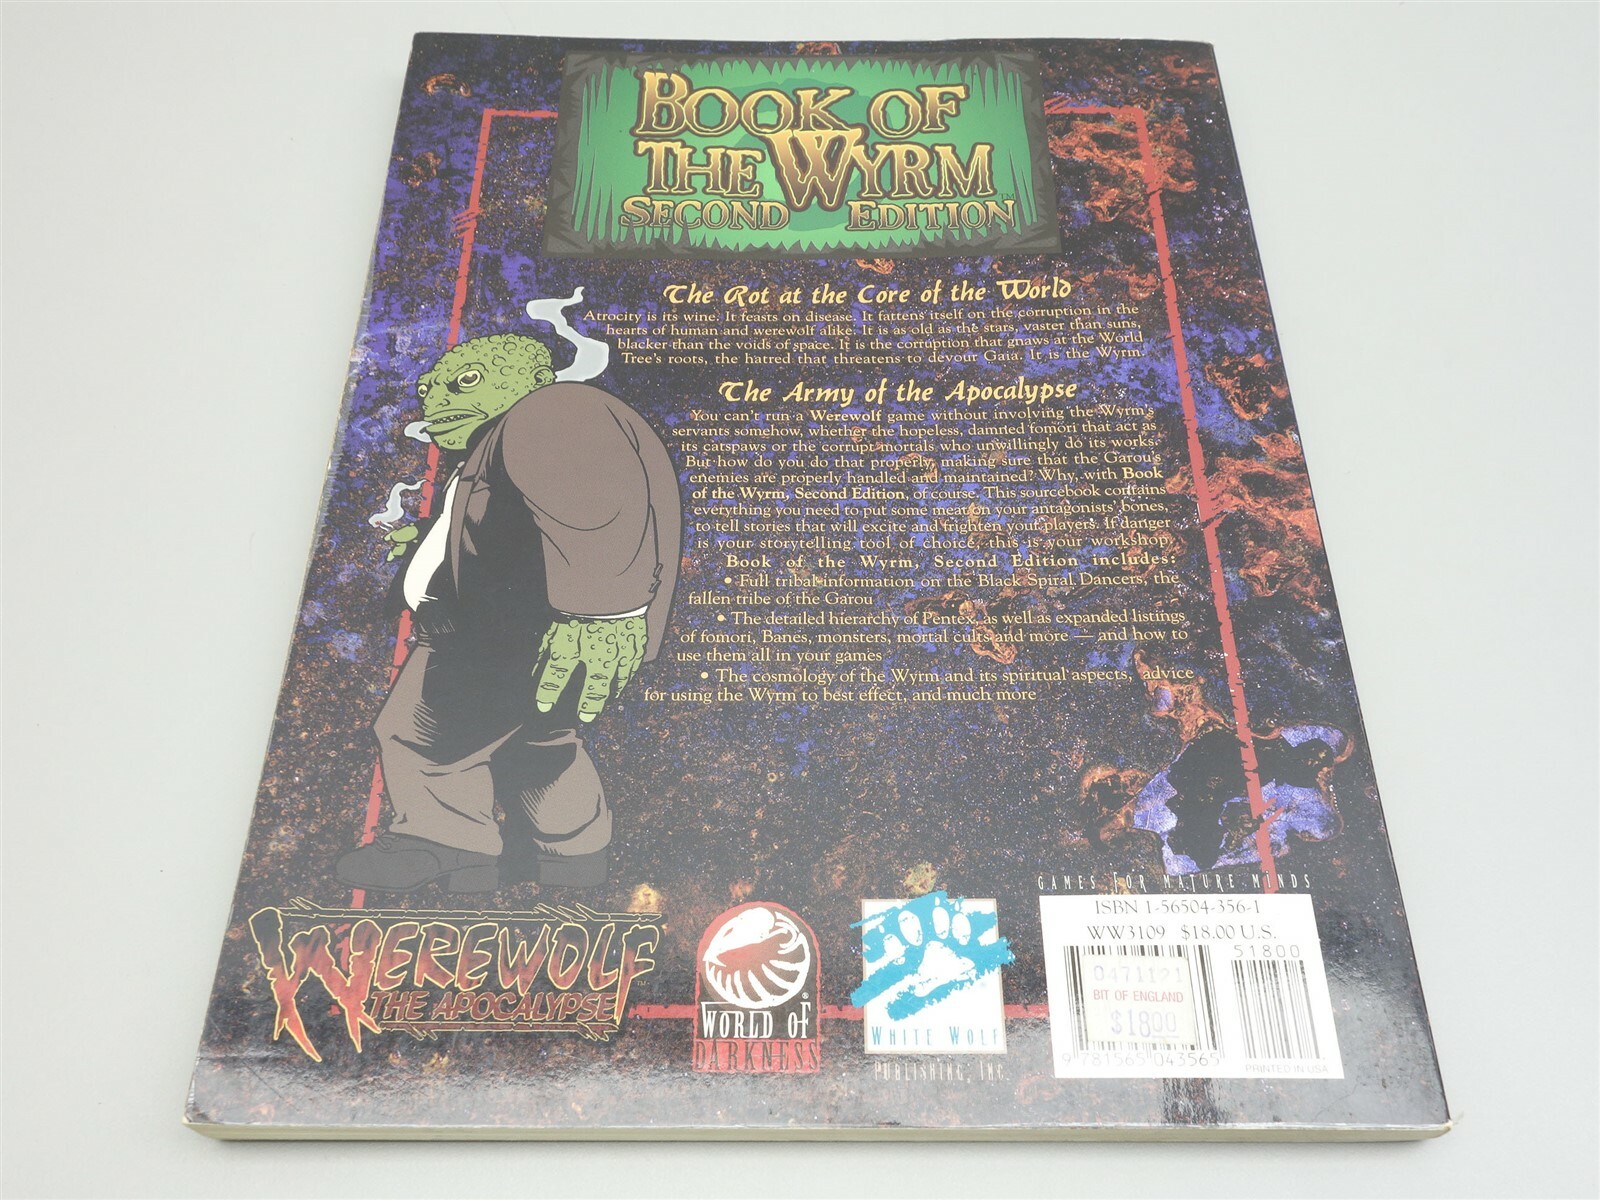 BOOK OF
THE WYRM
SECOND EDITION™
The Rot at the Core of the World
Atrocity is its wine. It feasts on disease. It fattens itself on the corruption in the
hearts of human and werewolf alike. It is as old as the stars, vaster than suns,
blacker than the voids of space. It is the corruption that gnaws at the World
Tree's roots, the hatred that threatens to devour Gaia. It is the Wyrm.
The Army of the Apocalypse
You can't run a Werewolf game without involving the Wyrm's
servants somehow, whether the hopeless, damned fomori that act as
its catspaws or the corrupt mortals who unwillingly do its works.
But how do you do that properly, making sure that the Garou's
enemies are properly handled and maintained? Why, with Book
of the Wyrm, Second Edition, of course. This sourcebook contains
everything you need to put some meat on your antagonists' bones,
to tell stories that will excite and frighten your players. If danger
is your storytelling tool of choice, this is your workshop.
Book of the Wyrm, Second Edition includes:
• Full tribal information on the Black Spiral Dancers, the
fallen tribe of the Garou
• The detailed hierarchy of Pentex, as well as expanded listings
of fomori, Banes, monsters, mortal cults and more — and how to
use them all in your games
• The cosmology of the Wyrm and its spiritual aspects, advice
for using the Wyrm to best effect, and much more
GAMES FOR MATURE MINDS
ISBN 1-56504-356-1
WW3109 $18.00 U.S.
51800
0471121
BIT OF ENGLAND
$18.00
9 781565 043565
PRINTED IN USA
WEREWOLF™
THE APOCALYPSE
WORLD OF
DARKNESS
®
WHITE WOLF
PUBLISHING, INC.